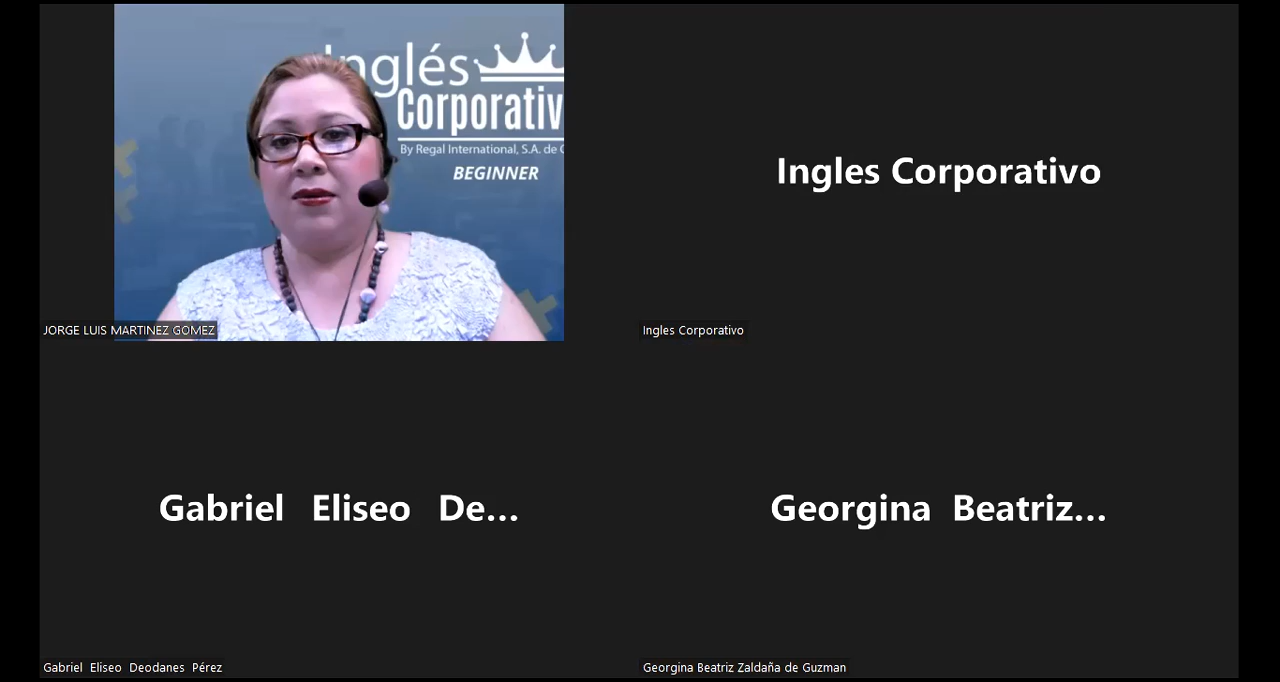 Inglés
Corporativ
By Regal International, S.A. de C
BEGINNER
JORGE LUIS MARTINEZ GOMEZ
Ingles Corporativo
Ingles Corporativo
Gabriel Eliseo De...
Gabriel Eliseo Deodanes Pérez
Georgina Beatriz...
Georgina Beatriz Zaldaña de Guzman